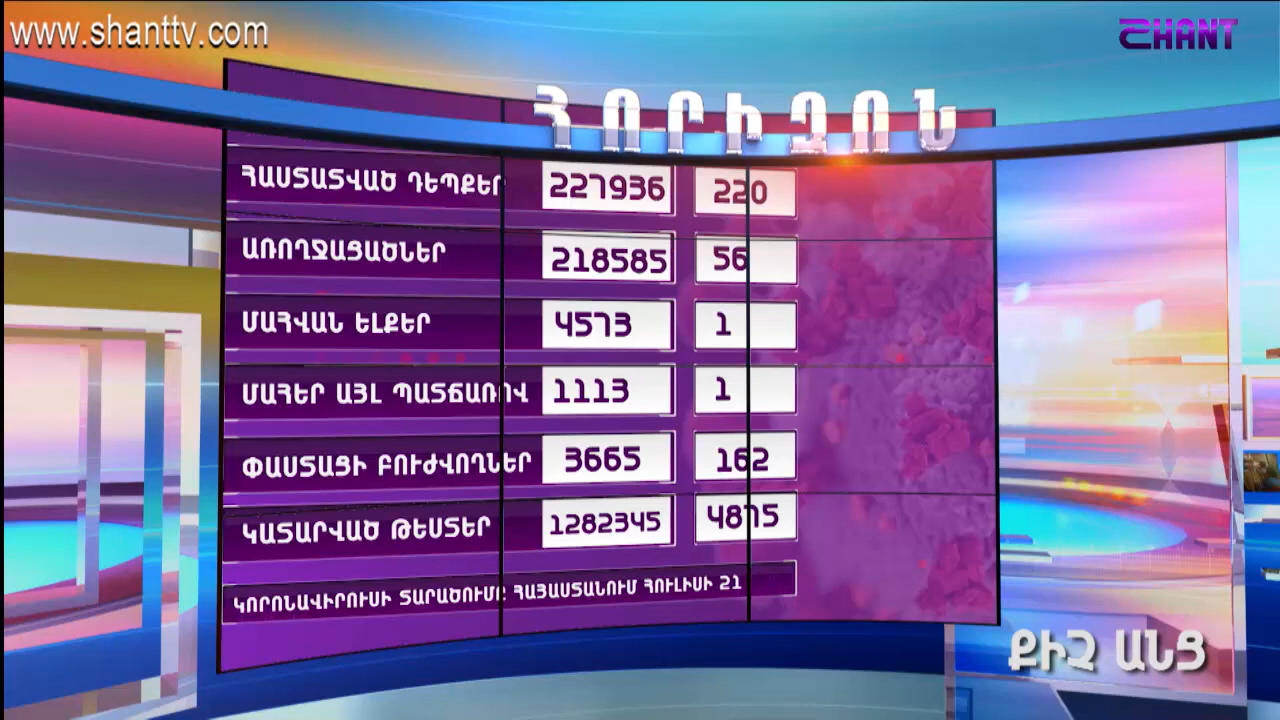 www.shanttv.com
SHANT
ՀՈՐԻԶՈՆ
ՀԱՍՏԱՏՎԱԾ ԴԵՊՔԵՐ 227936 220
ԱՌՈՂՋԱՑԱԾՆԵՐ 218585 56
ՄԱՀՎԱՆ ԵԼՔԵՐ 4573 1
ՄԱՀԵՐ ԱՅԼ ՊԱՏՃԱՌՈՎ 1113 1
ՓԱՍՏԱՑԻ ԲՈՒԺՎՈՂՆԵՐ 3665 162
ԿԱՏԱՐՎԱԾ ԹԵՍՏԵՐ 1282345 4875
ԿՈՐՈՆԱՎԻՐՈՒՍԻ ՏԱՐԱԾՈՒՄԸ ՀԱՅԱՍՏԱՆՈՒՄ ՀՈՒԼԻՍԻ 21
ՔԻՉ ԱՆՑ